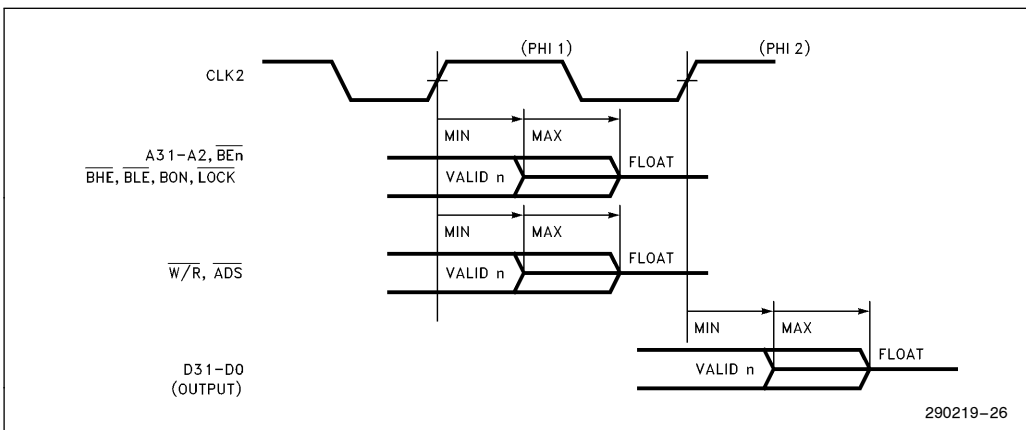 (PHI 1) (PHI 2)
CLK2
MIN MAX
A31-A2, BEn FLOAT
BHE, BLE, BON, LOCK VALID n
MIN MAX
W/R, ADS VALID n FLOAT
MIN MAX
D31-D0 VALID n FLOAT
(OUTPUT)
290219-26